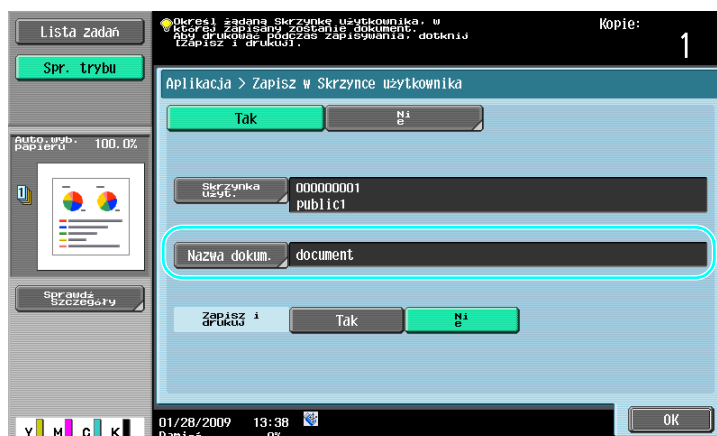 Lista zadań
Spr. trybu
Określ żądaną Skrzynkę użytkownika, w
której zapisany zostanie dokument.
Aby drukować podczas zapisywania, dotknij
[Zapisz i drukuj].
Kopie:
1
Aplikacja > Zapisz w Skrzynce użytkownika
Tak
Ni
e
Auto.wyb.
papieru
100.0%
1
Skrzynka
użyt.
000000001
public1
Nazwa dokum.
document
Sprawdź
Szczegóły
Zapisz i
drukuj
Tak
Ni
e
01/28/2009 13:38
Pamięć 0%
Y M C K
OK